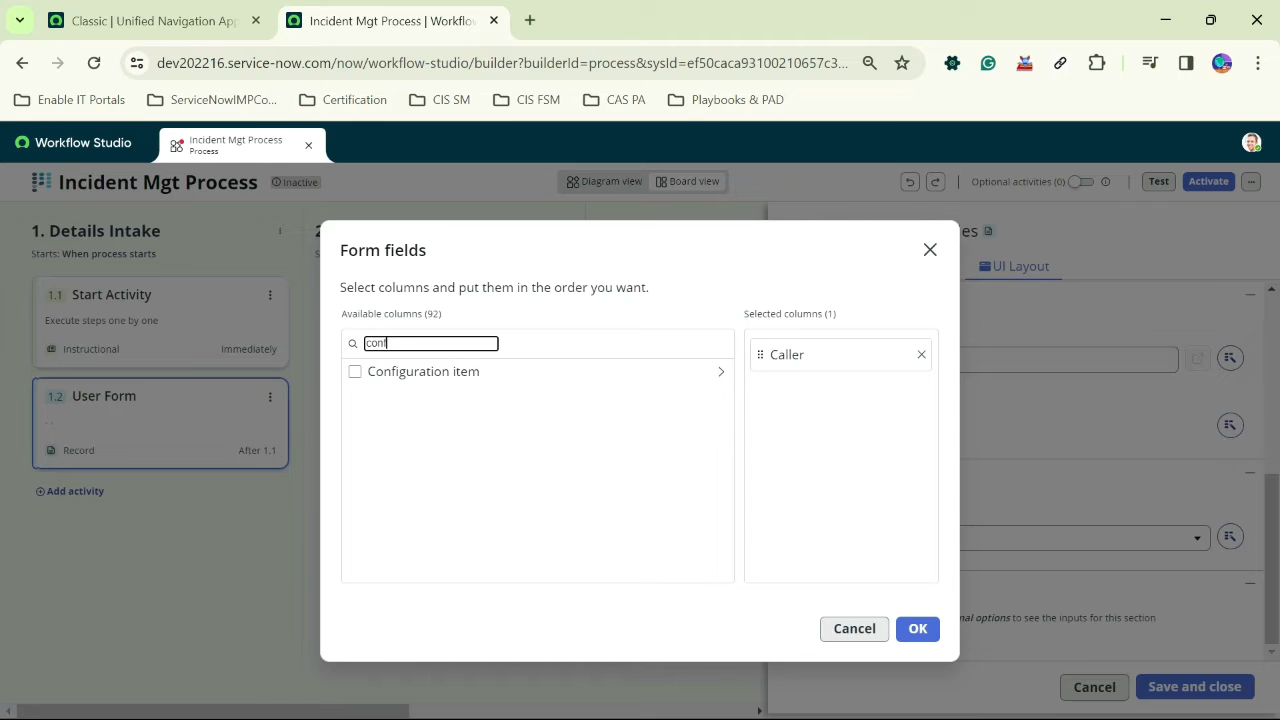 Classic | Unified Navigation App
Incident Mgt Process | Workflow
dev202216.service-now.com/now/workflow-studio/builder?builderId=process&sysId=ef50caca93100210657c3...
Enable IT Portals
ServiceNowIMPCo...
Certification
CIS SM
CIS FSM
CAS PA
Playbooks & PAD
Workflow Studio
Incident Mgt Process
Process
Incident Mgt Process
Inactive
Diagram view
Board view
Optional activities (0)
Test
Activate
1. Details Intake
Starts: When process starts
1.1 Start Activity
Execute steps one by one
Instructional
Immediately
1.2 User Form
. .
Record
After 1.1
Add activity
2
S
es
UI Layout
Form fields
Select columns and put them in the order you want.
Available columns (92)
Selected columns (1)
conf
Configuration item
Caller
Cancel
OK
nal options to see the inputs for this section
Cancel
Save and close